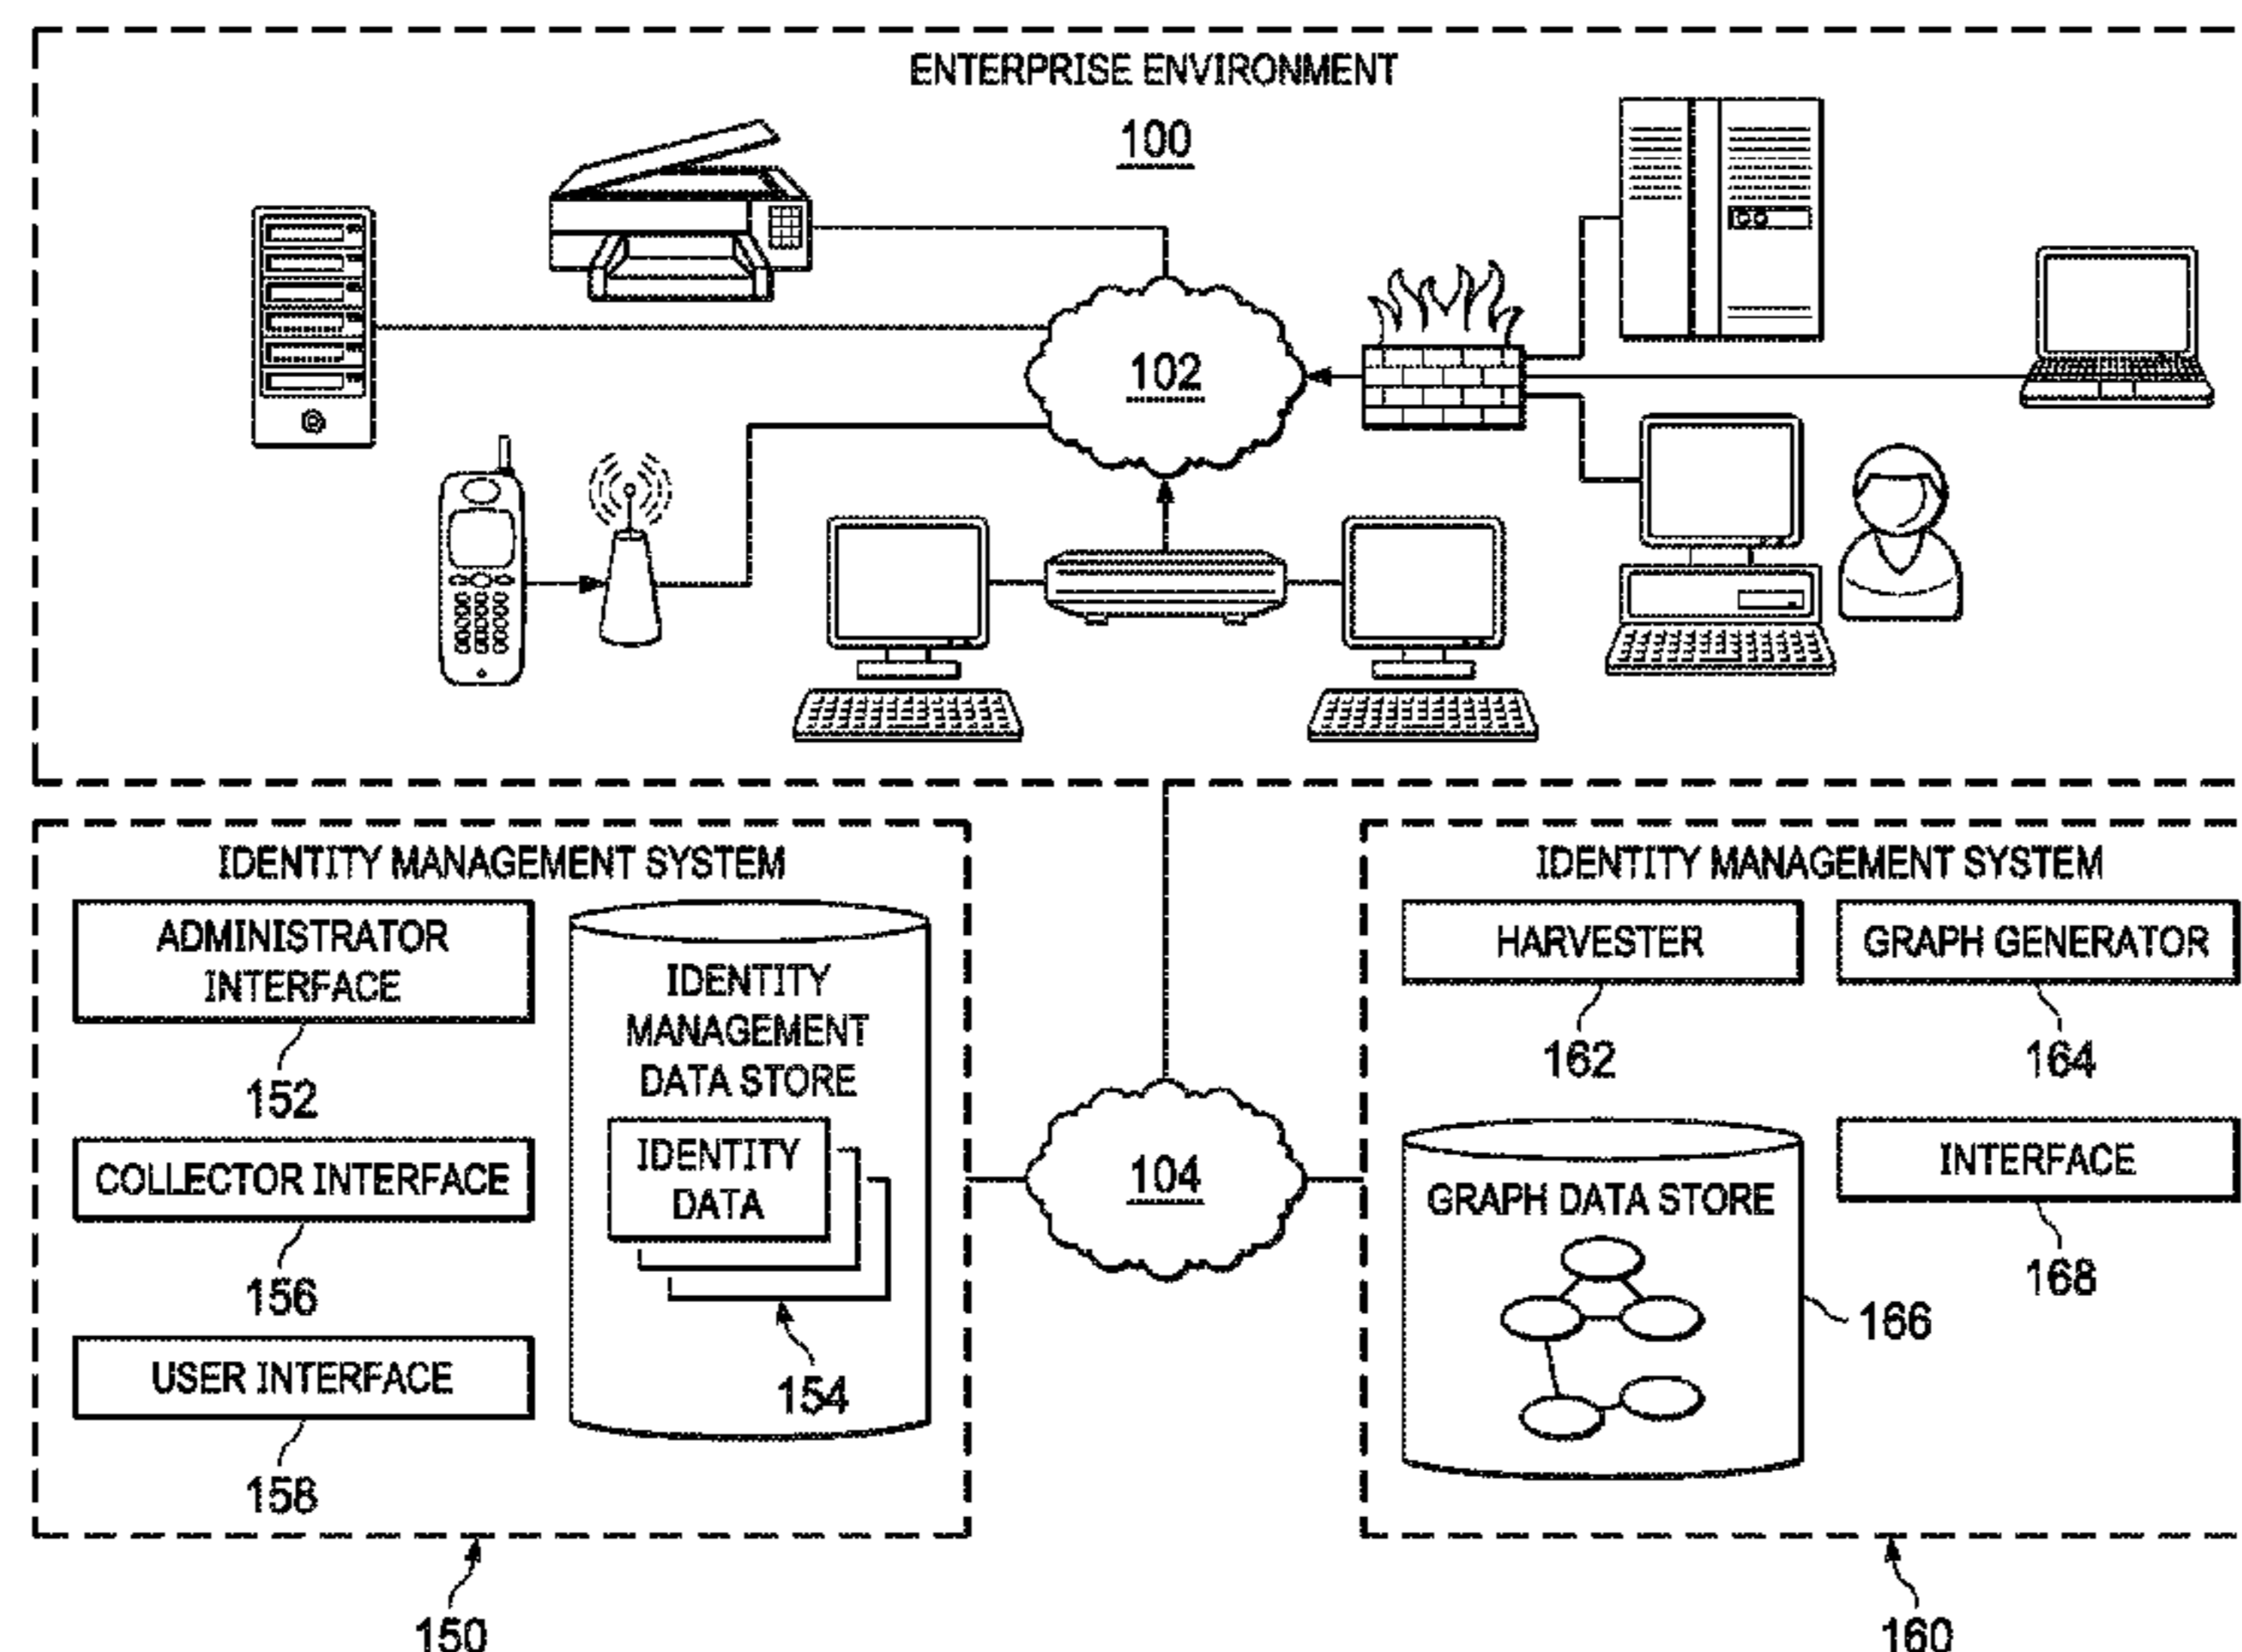 ENTERPRISE ENVIRONMENT
100
102
IDENTITY MANAGEMENT SYSTEM
ADMINISTRATOR
INTERFACE
152
COLLECTOR INTERFACE
156
USER INTERFACE
158
IDENTITY
MANAGEMENT
DATA STORE
IDENTITY
DATA
154
150
104
IDENTITY MANAGEMENT SYSTEM
HARVESTER
162
GRAPH GENERATOR
164
GRAPH DATA STORE
166
INTERFACE
168
160